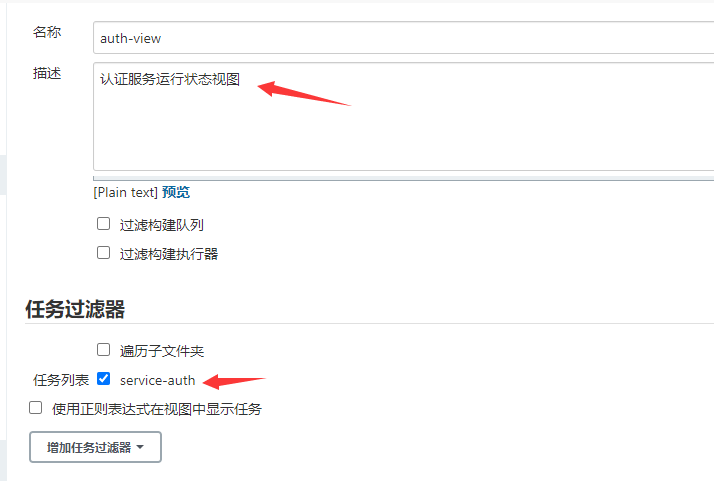 名称 auth-view
描述 认证服务运行状态视图
[Plain text] 预览
过滤构建队列
过滤构建执行器
任务过滤器
遍历子文件夹
任务列表 service-auth
使用正则表达式在视图中显示任务
增加任务过滤器